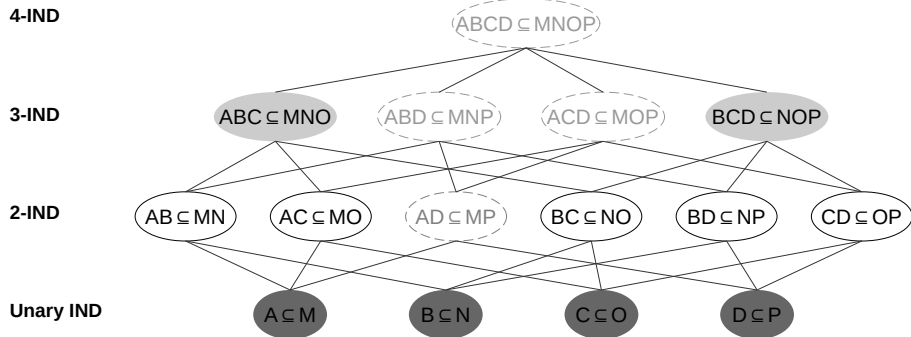 4-IND
ABCD ⊆ MNOP
3-IND
ABC ⊆ MNO
ABD ⊆ MNP
ACD ⊆ MOP
BCD ⊆ NOP
2-IND
AB ⊆ MN
AC ⊆ MO
AD ⊆ MP
BC ⊆ NO
BD ⊆ NP
CD ⊆ OP
Unary IND
A ⊆ M
B ⊆ N
C ⊆ O
D ⊆ P